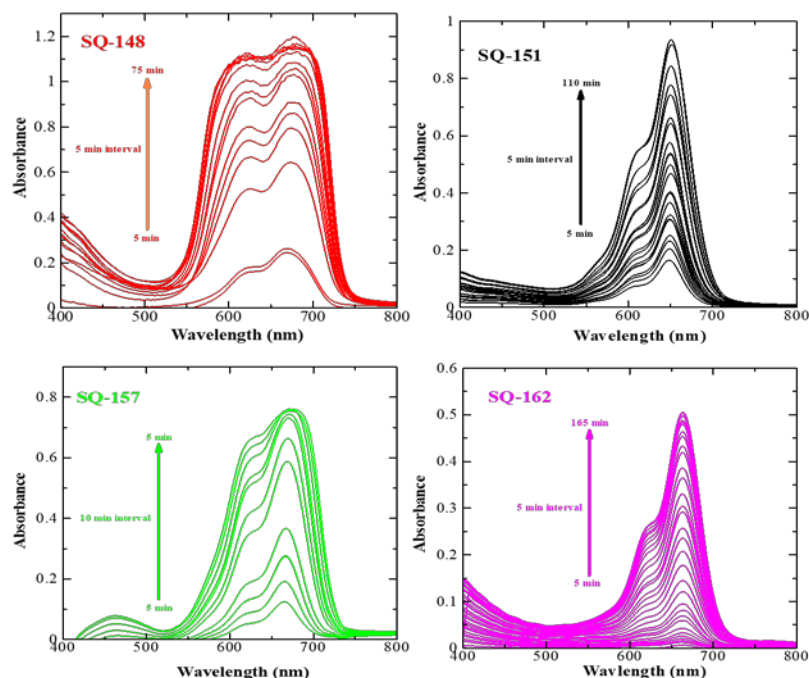 SQ-148
75 min
5 min interval
5 min
Absorbance
0
0.2
0.4
0.6
0.8
1
1.2
400
500
600
700
800
Wavelength (nm)
SQ-151
110 min
5 min interval
5 min
Absorbance
0
0.2
0.4
0.6
0.8
1
400
500
600
700
800
Wavelength (nm)
SQ-157
5 min
10 min interval
5 min
Absorbance
0
0.2
0.4
0.6
0.8
400
500
600
700
800
Wavelength (nm)
SQ-162
165 min
5 min interval
5 min
Absorbance
0
0.1
0.2
0.3
0.4
0.5
0.6
400
500
600
700
800
Wavlength (nm)